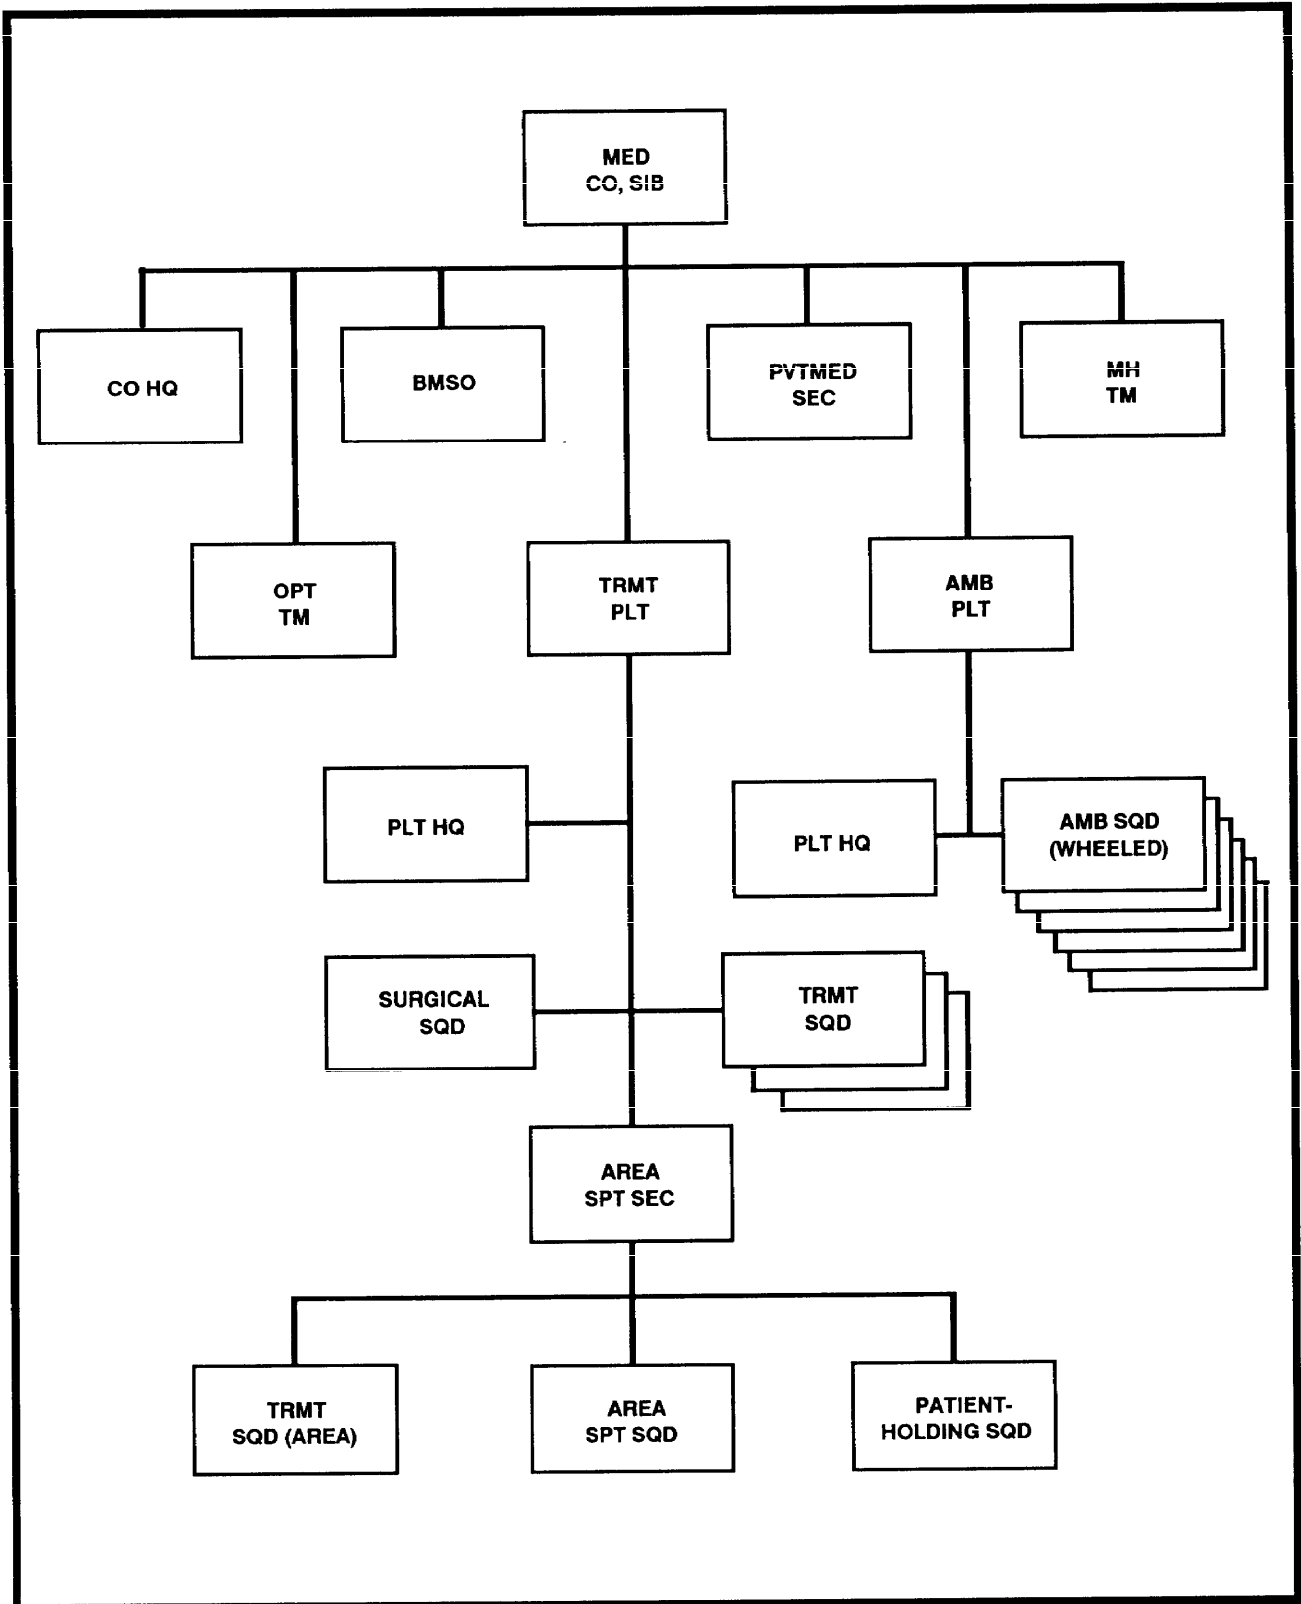 MED
CO, SIB
CO HQ
BMSO
PVTMED
SEC
MH
TM
OPT
TM
TRMT
PLT
AMB
PLT
PLT HQ
PLT HQ
AMB SQD
(WHEELED)
SURGICAL
SQD
TRMT
SQD
AREA
SPT SEC
TRMT
SQD (AREA)
AREA
SPT SQD
PATIENT-
HOLDING SQD